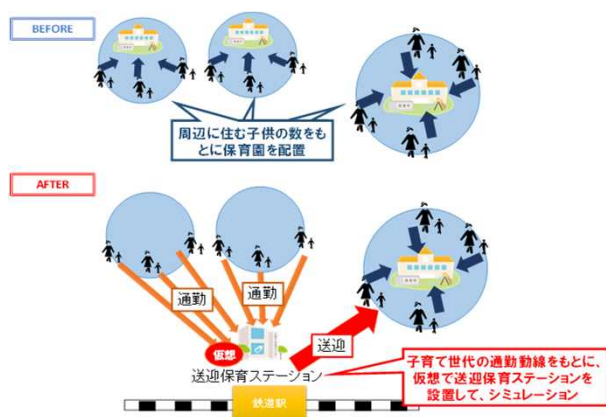 BEFORE
周辺に住む子供の数をも
とに保育園を配置
AFTER
通勤
通勤
仮想
送迎
送迎保育ステーション
子育て世代の通勤動線をもとに、
仮想で送迎保育ステーションを
設置して、シミュレーション
鉄道駅